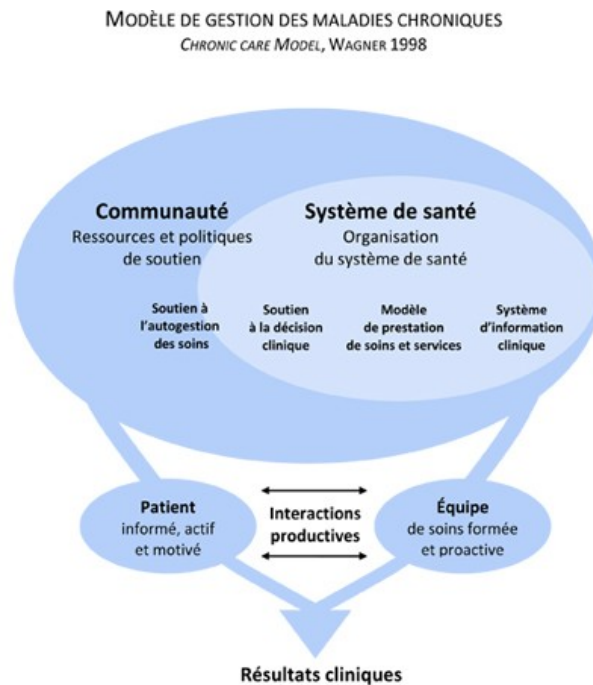 MODÈLE DE GESTION DES MALADIES CHRONIQUES
CHRONIC CARE MODEL, WAGNER 1998
Communauté
Ressources et politiques
de soutien
Système de santé
Organisation
du système de santé
Soutien à
l'autogestion
des soins
Soutien
à la décision
clinique
Modèle
de prestation
de soins et services
Système
d'information
clinique
Patient
informé, actif
et motivé
Interactions
productives
Équipe
de soins formée
et proactive
Résultats cliniques